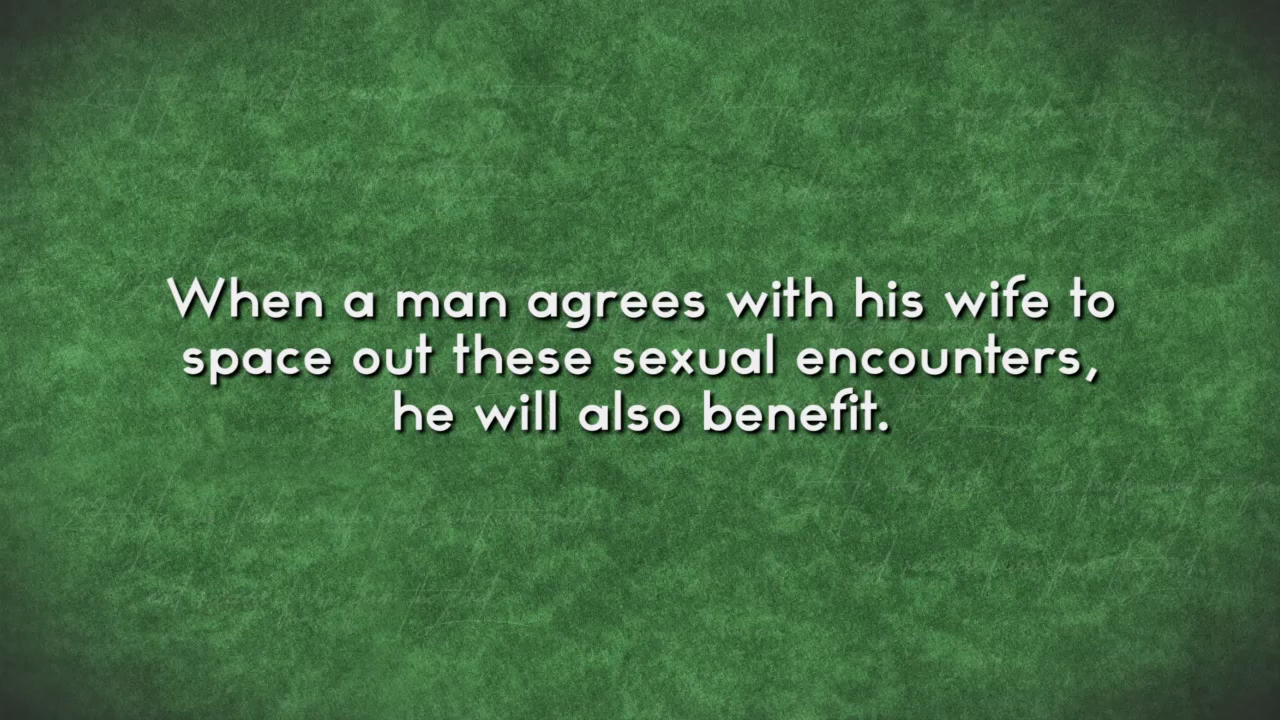 When a man agrees with his wife to
space out these sexual encounters,
he will also benefit.